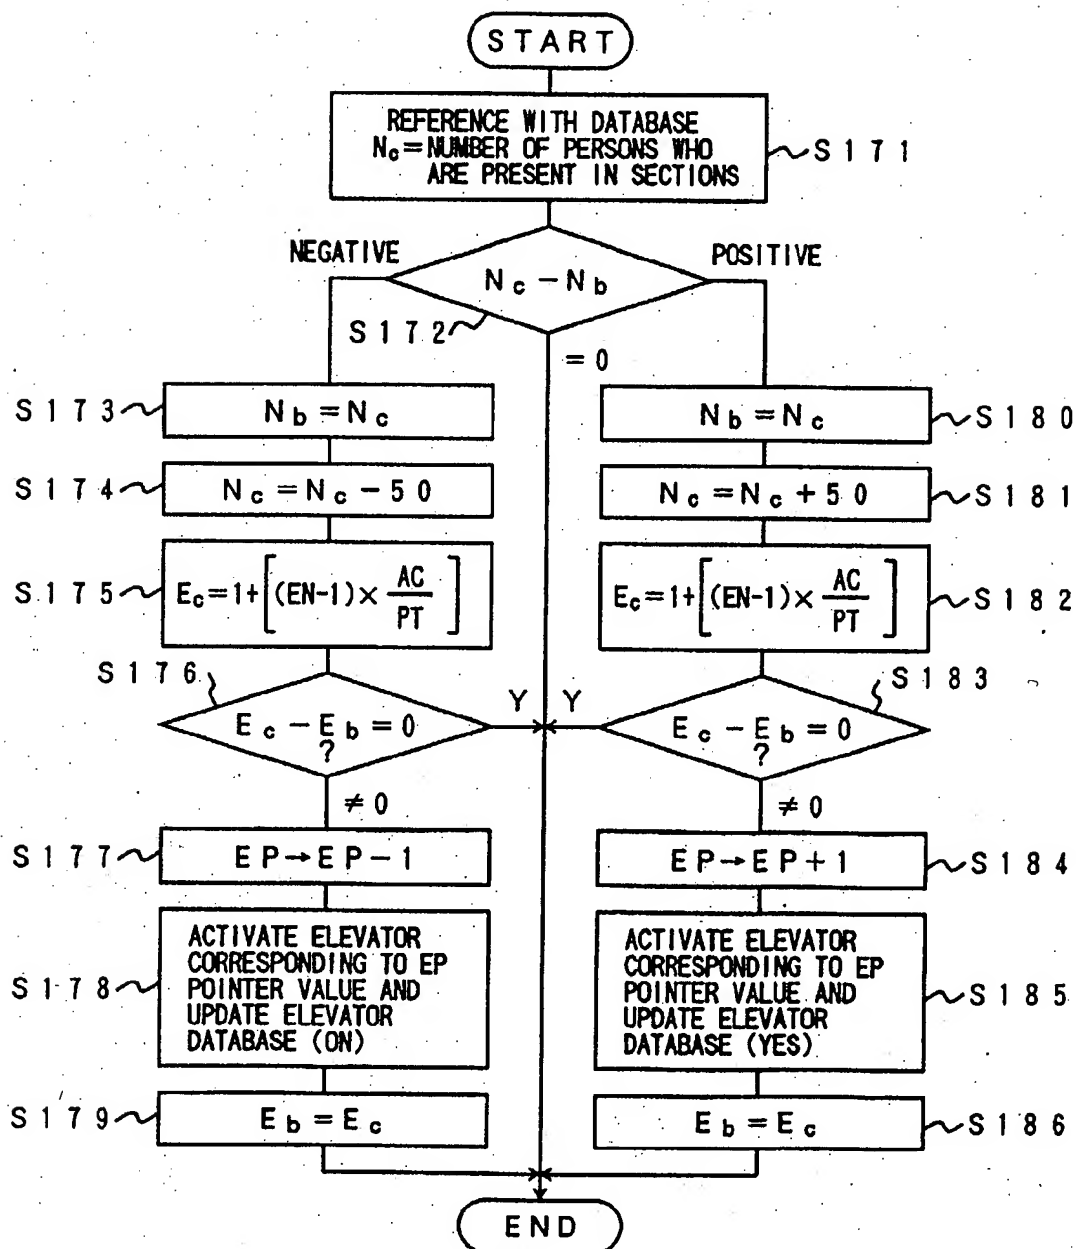 START
REFERENCE WITH DATABASE
Nc=NUMBER OF PERSONS WHO
ARE PRESENT IN SECTIONS
S171
NEGATIVE
POSITIVE
Nc-Nb
S172
=0
S173
Nb=Nc
S174
Nc=Nc-50
S175
Ec=1+[(EN-1)×AC/PT]
S176
Ec-Eb=0
?
Y
≠0
S177
EP→EP-1
S178
ACTIVATE ELEVATOR
CORRESPONDING TO EP
POINTER VALUE AND
UPDATE ELEVATOR
DATABASE (ON)
S179
Eb=Ec
Nb=Nc
S180
Nc=Nc+50
S181
Ec=1+[(EN-1)×AC/PT]
S182
S183
Y
Ec-Eb=0
?
≠0
EP→EP+1
S184
ACTIVATE ELEVATOR
CORRESPONDING TO EP
POINTER VALUE AND
UPDATE ELEVATOR
DATABASE (YES)
S185
Eb=Ec
S186
END